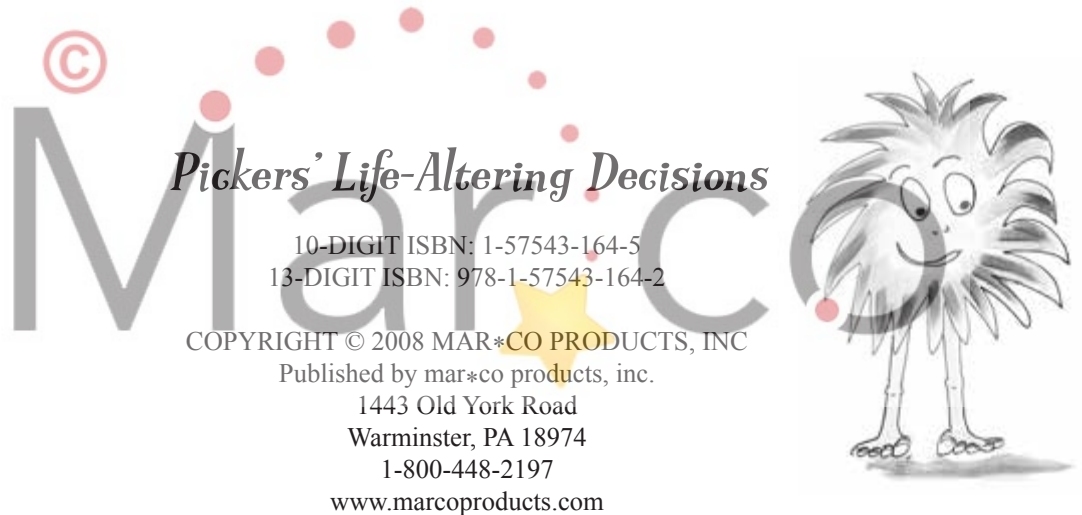 ©
Mar*co
Pickers’ Life-Altering Decisions
10-DIGIT ISBN: 1-57543-164-5
13-DIGIT ISBN: 978-1-57543-164-2
COPYRIGHT © 2008 MAR*CO PRODUCTS, INC
Published by mar*co products, inc.
1443 Old York Road
Warminster, PA 18974
1-800-448-2197
www.marcoproducts.com